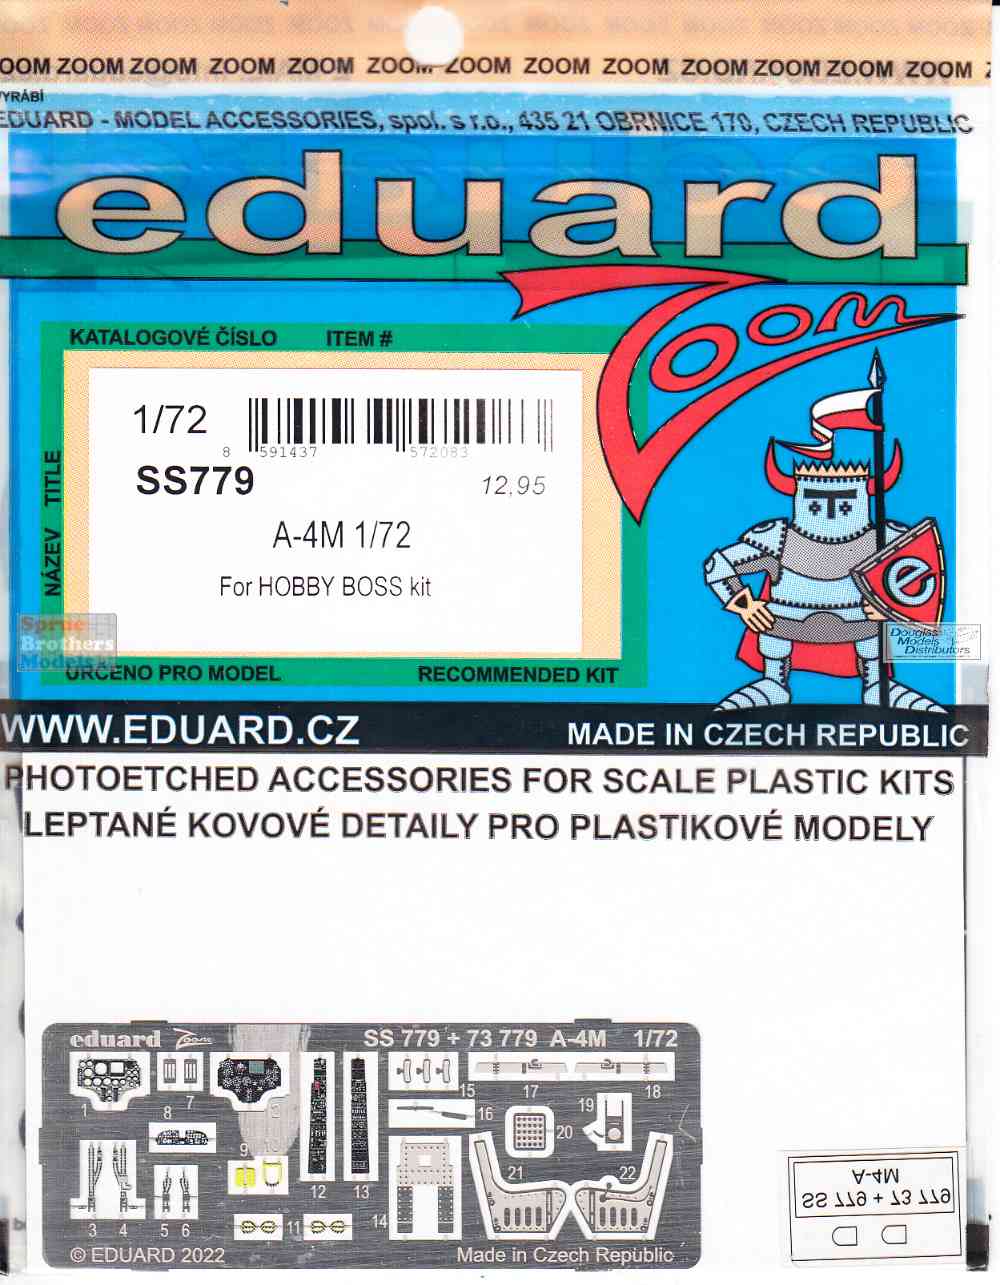 OOM ZOOM ZOOM ZOOM ZOOM ZOOM ZOOM ZOOM ZOOM ZOOM ZOOM ZOOM ZOOM
VYRÁBÍ
EDUARD - MODEL ACCESSORIES, spol. s r.o., 435 21 OBRNICE 170, CZECH REPUBLIC
eduard
Zoom
KATALOGOVÉ ČÍSLO ITEM #
NÁZEV TITLE
1/72
8 591437 572083
SS779
12,95
A-4M 1/72
For HOBBY BOSS kit
e
Sprue
Brothers
Models
Douglas
Models
Distributors
URČENO PRO MODEL RECOMMENDED KIT
WWW.EDUARD.CZ MADE IN CZECH REPUBLIC
PHOTOETCHED ACCESSORIES FOR SCALE PLASTIC KITS
LEPTANÉ KOVOVÉ DETAILY PRO PLASTIKOVÉ MODELY
eduard Zoom SS 779 + 73 779 A-4M 1/72
1 7 8 3 15 17 18
16 19 20
9 10 12 13 21 22
3 4 5 6 11 14
© EDUARD 2022 Made in Czech Republic
A-4M
SS 779 + 73 779